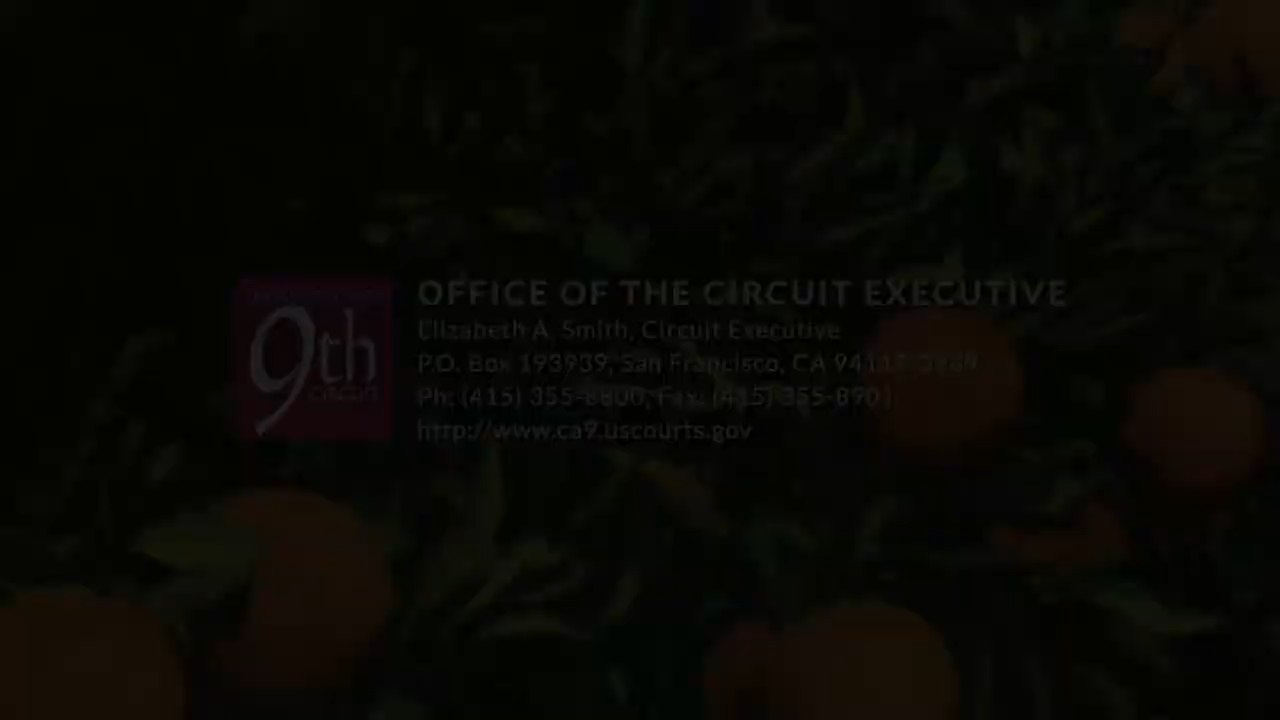 9th
CIRCUIT
OFFICE OF THE CIRCUIT EXECUTIVE
Elizabeth A. Smith, Circuit Executive
P.O. Box 193939, San Francisco, CA
Ph: (415) 355-8800, Fax: (415) 355-8901
http://www.ca9.uscourts.gov